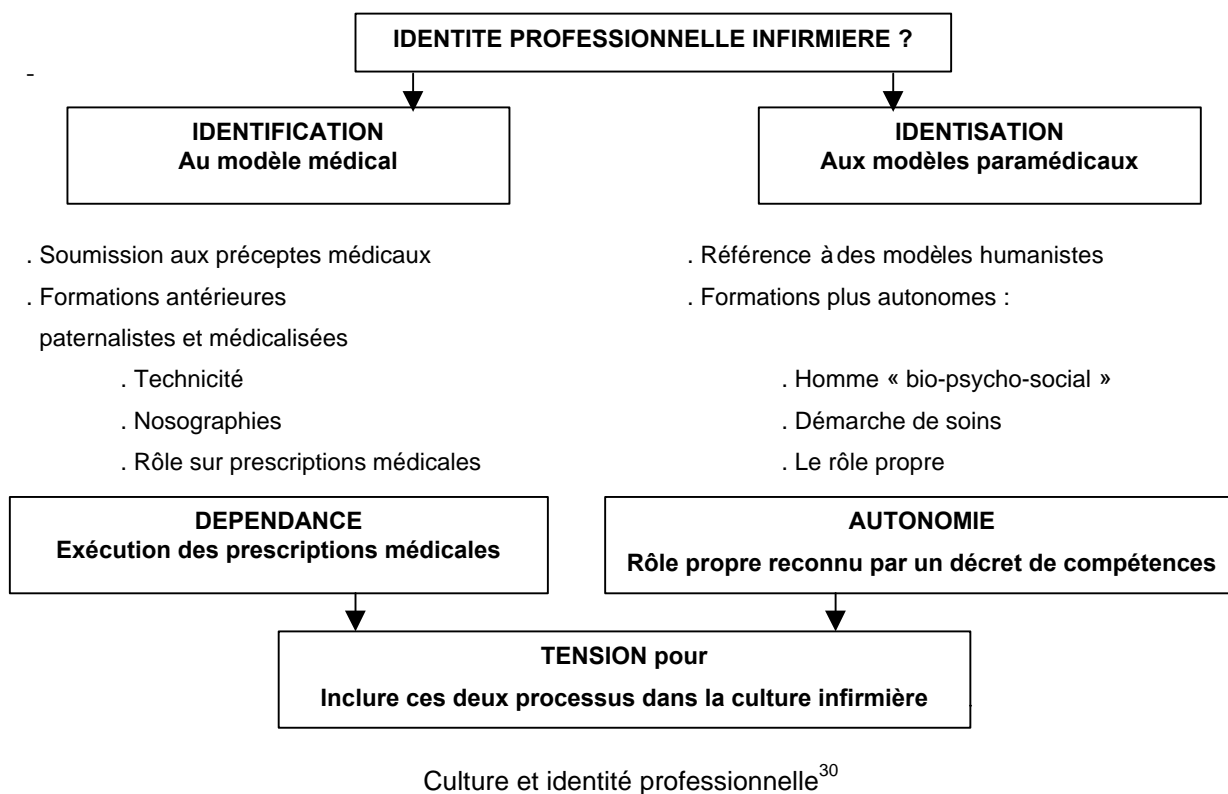 IDENTITE PROFESSIONNELLE INFIRMIERE ?
-
IDENTIFICATION
Au modèle médical
IDENTISATION
Aux modèles paramédicaux
. Soumission aux préceptes médicaux
. Formations antérieures
paternalistes et médicalisées
. Technicité
. Nosographies
. Rôle sur prescriptions médicales
. Référence à des modèles humanistes
. Formations plus autonomes :
. Homme « bio-psycho-social »
. Démarche de soins
. Le rôle propre
DEPENDANCE
Exécution des prescriptions médicales
AUTONOMIE
Rôle propre reconnu par un décret de compétences
TENSION pour
Inclure ces deux processus dans la culture infirmière
.
Culture et identité professionnelle30